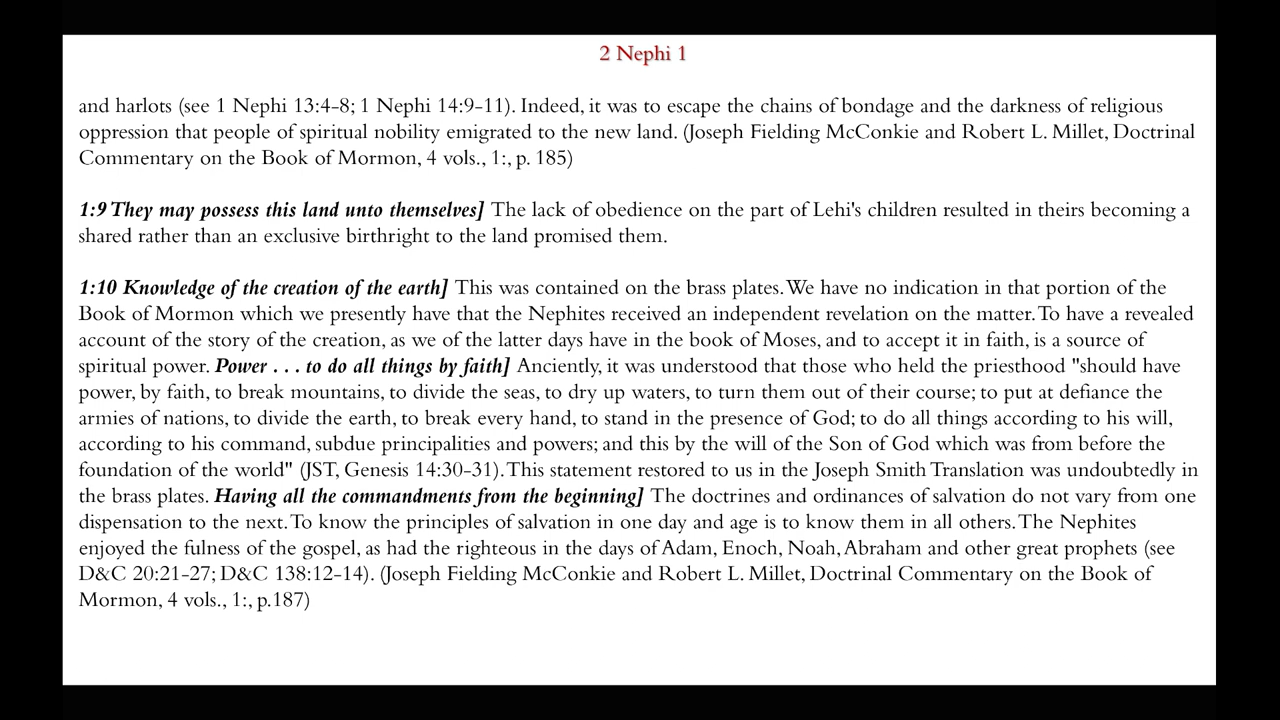 2 Nephi 1
and harlots (see 1 Nephi 13:4-8; 1 Nephi 14:9-11). Indeed, it was to escape the chains of bondage and the darkness of religious
oppression that people of spiritual nobility emigrated to the new land. (Joseph Fielding McConkie and Robert L. Millet, Doctrinal
Commentary on the Book of Mormon, 4 vols., 1:, p. 185)
1:9 They may possess this land unto themselves] The lack of obedience on the part of Lehi's children resulted in theirs becoming a
shared rather than an exclusive birthright to the land promised them.
1:10 Knowledge of the creation of the earth] This was contained on the brass plates. We have no indication in that portion of the
Book of Mormon which we presently have that the Nephites received an independent revelation on the matter. To have a revealed
account of the story of the creation, as we of the latter days have in the book of Moses, and to accept it in faith, is a source of
spiritual power. Power . . . to do all things by faith] Anciently, it was understood that those who held the priesthood "should have
power, by faith, to break mountains, to divide the seas, to dry up waters, to turn them out of their course; to put at defiance the
armies of nations, to divide the earth, to break every hand, to stand in the presence of God; to do all things according to his will,
according to his command, subdue principalities and powers; and this by the will of the Son of God which was from before the
foundation of the world" (JST, Genesis 14:30-31). This statement restored to us in the Joseph Smith Translation was undoubtedly in
the brass plates. Having all the commandments from the beginning] The doctrines and ordinances of salvation do not vary from one
dispensation to the next. To know the principles of salvation in one day and age is to know them in all others. The Nephites
enjoyed the fulness of the gospel, as had the righteous in the days of Adam, Enoch, Noah, Abraham and other great prophets (see
D&C 20:21-27; D&C 138:12-14). (Joseph Fielding McConkie and Robert L. Millet, Doctrinal Commentary on the Book of
Mormon, 4 vols., 1:, p.187)